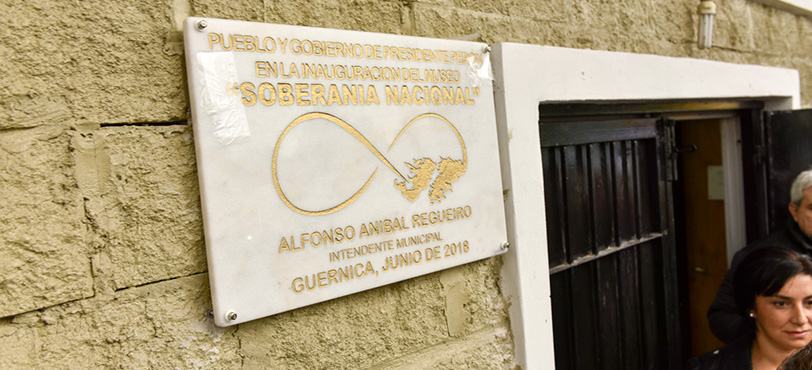 PUEBLO Y GOBIERNO DE PRESIDENTE PERON
EN LA INAUGURACION DEL MUSEO
"SOBERANIA NACIONAL"
ALFONSO ANIBAL REGUEIRO
INTENDENTE MUNICIPAL
GUERNICA, JUNIO DE 2018